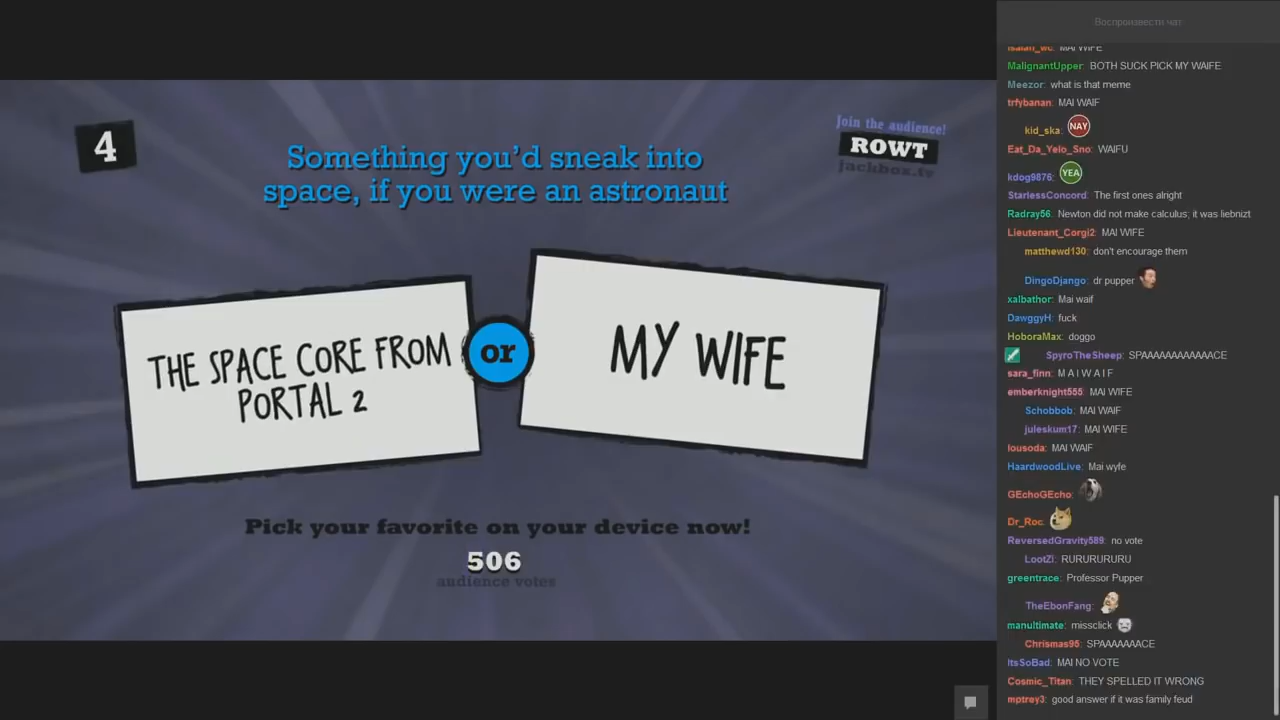 4
Something you'd sneak into
space, if you were an astronaut
Join the audience!
ROWT
jackbox.tv
THE SPACE CORE FROM
PORTAL 2
or
MY WIFE
Pick your favorite on your device now!
506
audience votes
Воспроизвести чат
isaiah_wc: MAI WIFE
MalignantUpper: BOTH SUCK PICK MY WAIFE
Meezor: what is that meme
trfybanan: MAI WAIF
kid_ska: NAY
Eat_Da_Yelo_Sno: WAIFU
kdog9876: YEA
StarlessConcord: The first ones alright
Radray56: Newton did not make calculus; it was liebnizt
Lieutenant_Corgi2: MAI WIFE
matthewd130: don't encourage them
DingoDjango: dr pupper
xalbathor: Mai waif
DawggyH: fuck
HoboraMax: doggo
SpyroTheSheep: SPAAAAAAAAAAAACE
sara_finn: M A I W A I F
emberknight555: MAI WIFE
Schobbob: MAI WAIF
juleskum17: MAI WIFE
lousoda: MAI WAIF
HaardwoodLive: Mai wyfe
GEchoGEcho:
Dr_Roc:
ReversedGravity589: no vote
LootZi: RURURURURU
greentrace: Professor Pupper
TheEbonFang:
manultimate: missclick
Chrismas95: SPAAAAAAACE
ItsSoBad: MAI NO VOTE
Cosmic_Titan: THEY SPELLED IT WRONG
mptrey3: good answer if it was family feud